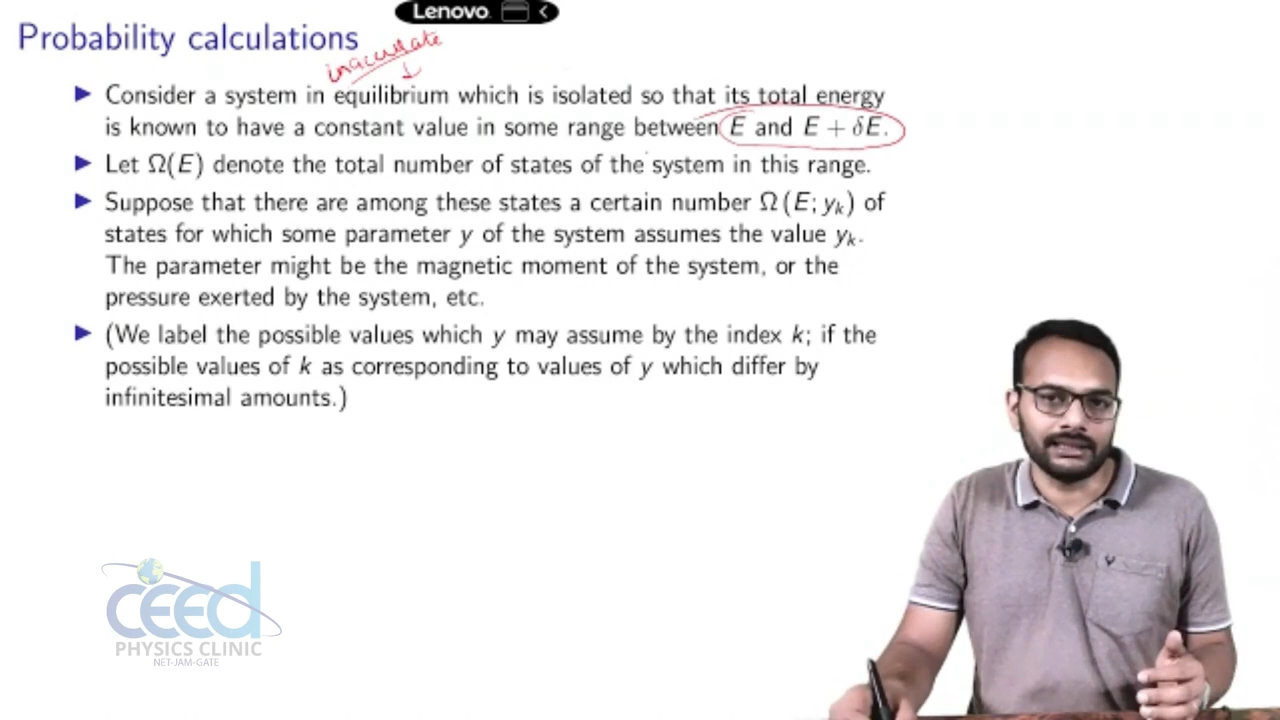 Lenovo
Probability calculations
inaccurate
▶ Consider a system in equilibrium which is isolated so that its total energy
is known to have a constant value in some range between E and E + δE.
▶ Let Ω(E) denote the total number of states of the system in this range.
▶ Suppose that there are among these states a certain number Ω (E; yₖ) of
states for which some parameter y of the system assumes the value yₖ.
The parameter might be the magnetic moment of the system, or the
pressure exerted by the system, etc.
▶ (We label the possible values which y may assume by the index k; if the
possible values of k as corresponding to values of y which differ by
infinitesimal amounts.)
ceed
PHYSICS CLINIC
NET-JAM-GATE